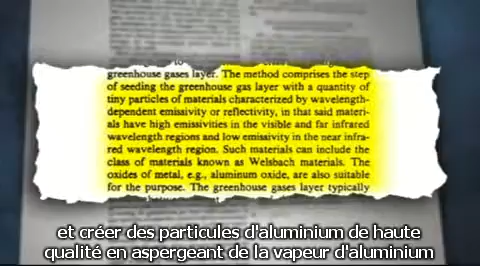 greenhouse gases layer. The method comprises the step
of seeding the greenhouse gas layer with a quantity of
tiny particles of materials characterized by wavelength-
dependent emissivity or reflectivity, in that said materi-
als have high emissivities in the visible and far infrared
wavelength regions and low emissivity in the near infra-
red wavelength region. Such materials can include the
class of materials known as Welsbach materials. The
oxides of metal, e.g., aluminum oxide, are also suitable
for the purpose. The greenhouse gases layer typically
et créer des particules d'aluminium de haute
qualité en aspergeant de la vapeur d'aluminium